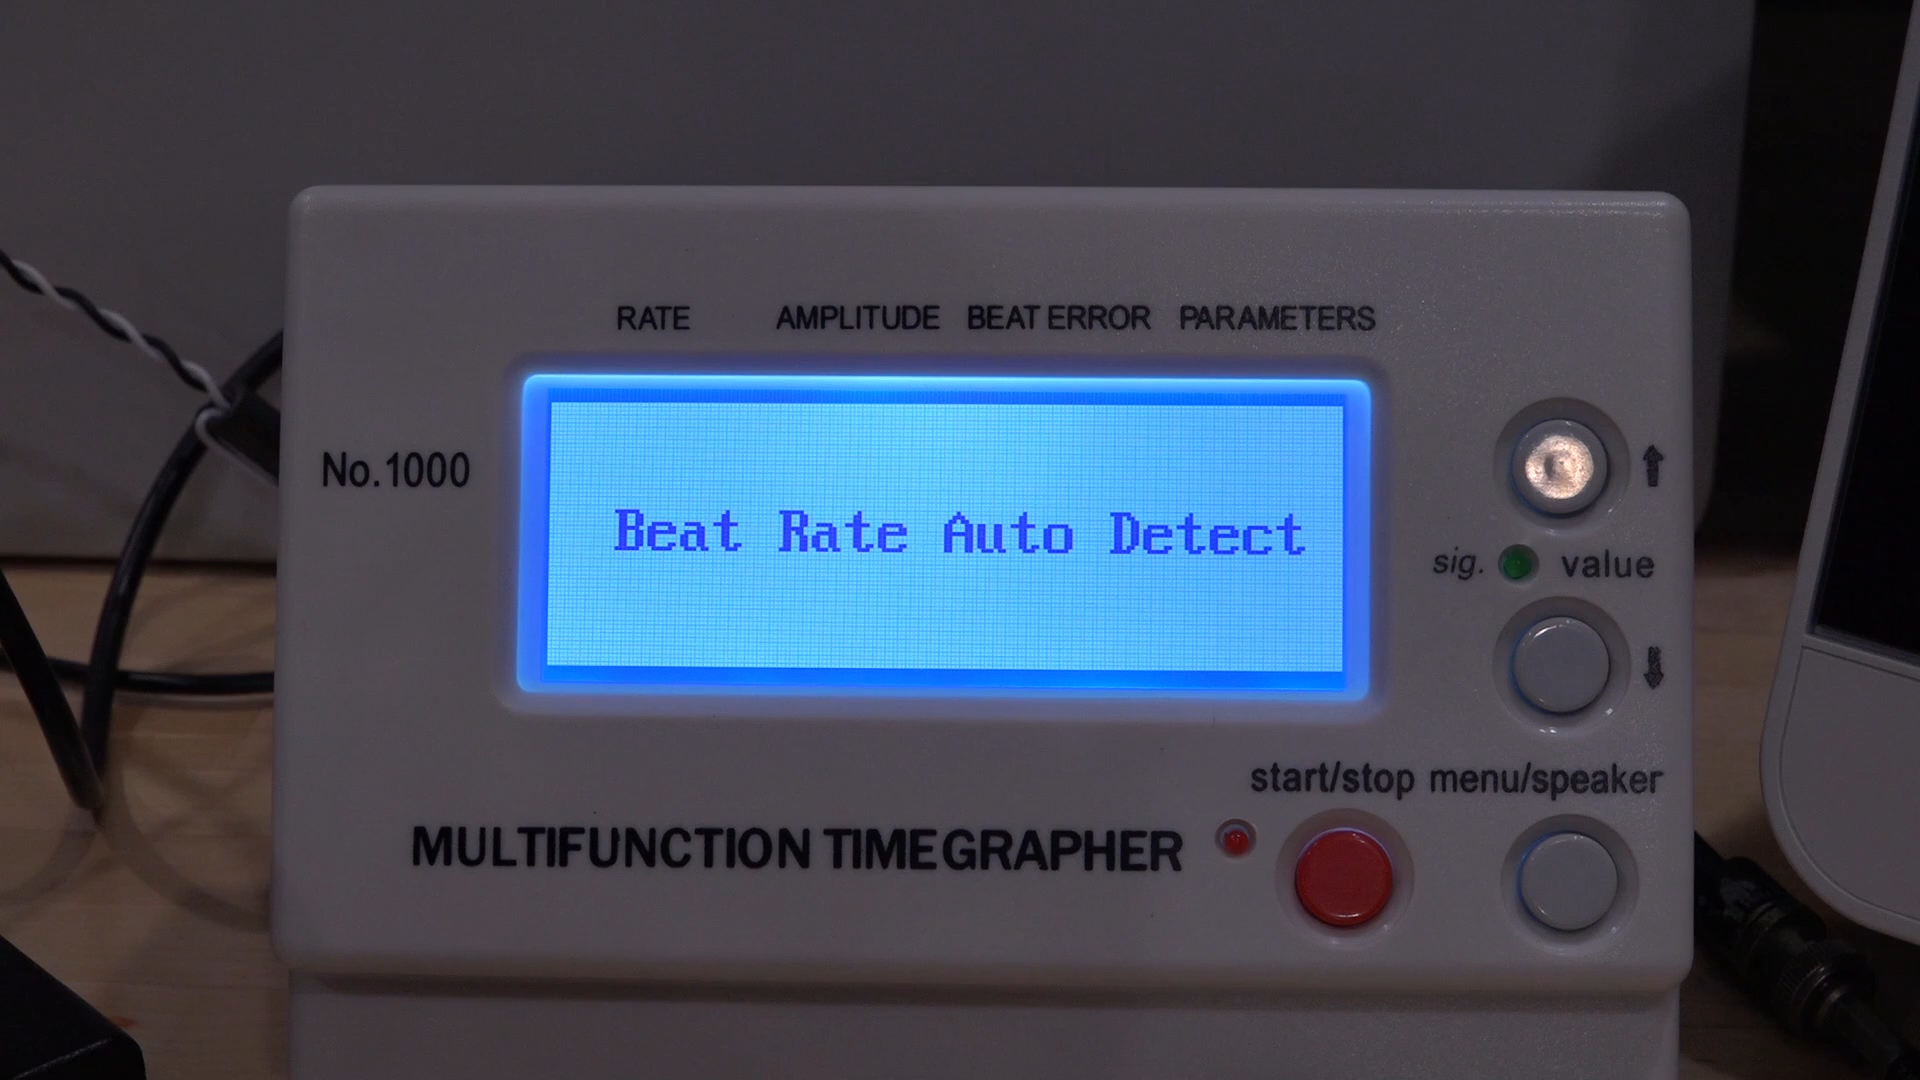 RATE AMPLITUDE BEAT ERROR PARAMETERS
No.1000
Beat Rate Auto Detect
sig. value
start/stop menu/speaker
MULTIFUNCTION TIMEGRAPHER